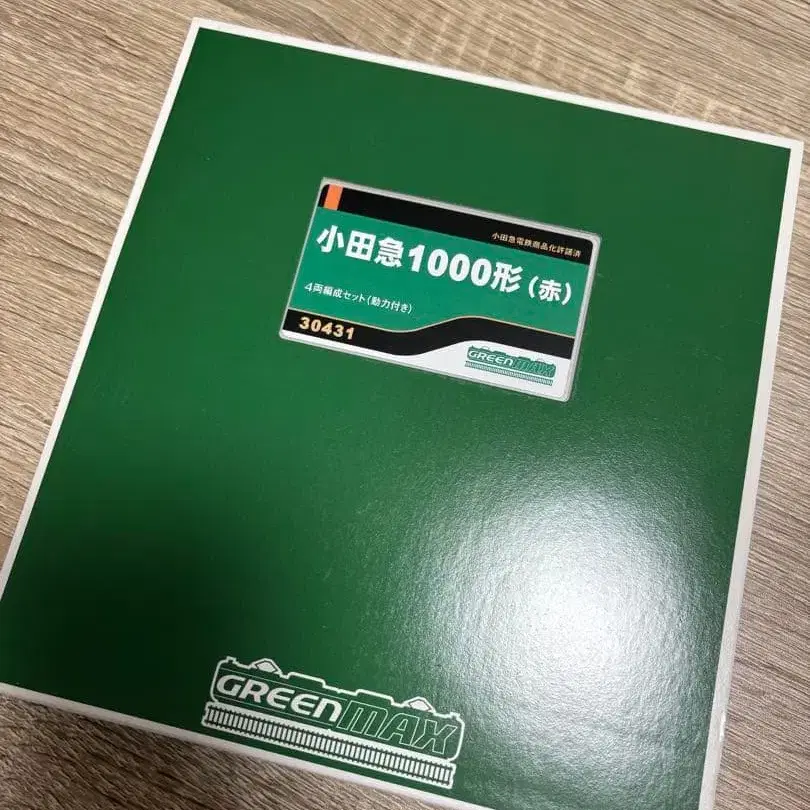 小田急電鉄商品化許諾済
小田急1000形(赤)
4両編成セット(動力付き)
30431
GREENMAX
GREENMAX